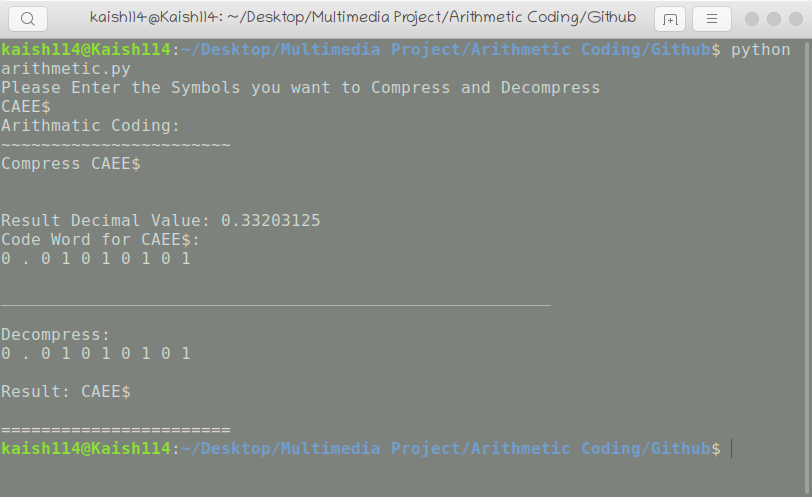 kaish114@Kaish114: ~/Desktop/Multimedia Project/Arithmetic Coding/Github
kaish114@Kaish114:~/Desktop/Multimedia Project/Arithmetic Coding/Github$ python
arithmetic.py
Please Enter the Symbols you want to Compress and Decompress
CAEE$
Arithmatic Coding:
~~~~~~~~~~~~~~~~~~~~~~~
Compress CAEE$
Result Decimal Value: 0.33203125
Code Word for CAEE$:
0 . 0 1 0 1 0 1 0 1
_______________________________________________________
Decompress:
0 . 0 1 0 1 0 1 0 1
Result: CAEE$
=======================
kaish114@Kaish114:~/Desktop/Multimedia Project/Arithmetic Coding/Github$